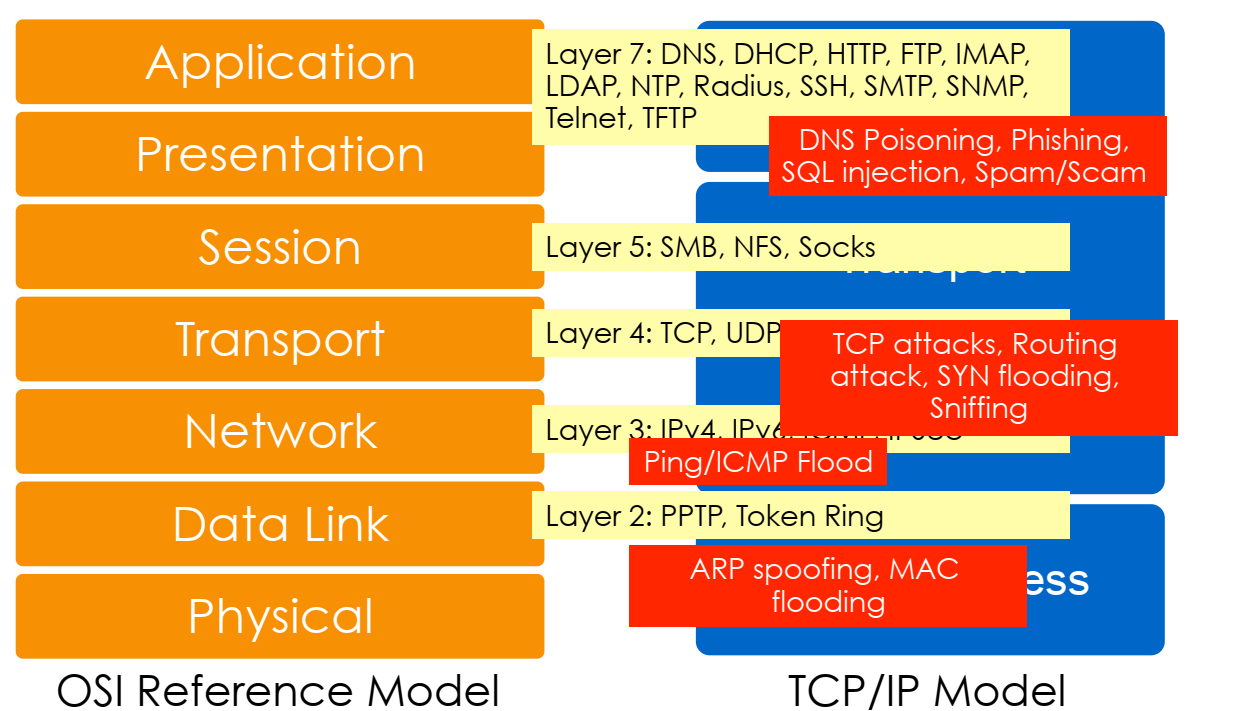 Application
Presentation
Session
Transport
Network
Data Link
Physical
OSI Reference Model
Layer 7: DNS, DHCP, HTTP, FTP, IMAP,
LDAP, NTP, Radius, SSH, SMTP, SNMP,
Telnet, TFTP
DNS Poisoning, Phishing,
SQL injection, Spam/Scam
Layer 5: SMB, NFS, Socks
Layer 4: TCP, UDP
TCP attacks, Routing
attack, SYN flooding,
Sniffing
Layer 3: IPv4, IPv6,
Ping/ICMP Flood
Layer 2: PPTP, Token Ring
ARP spoofing, MAC
flooding
ess
TCP/IP Model